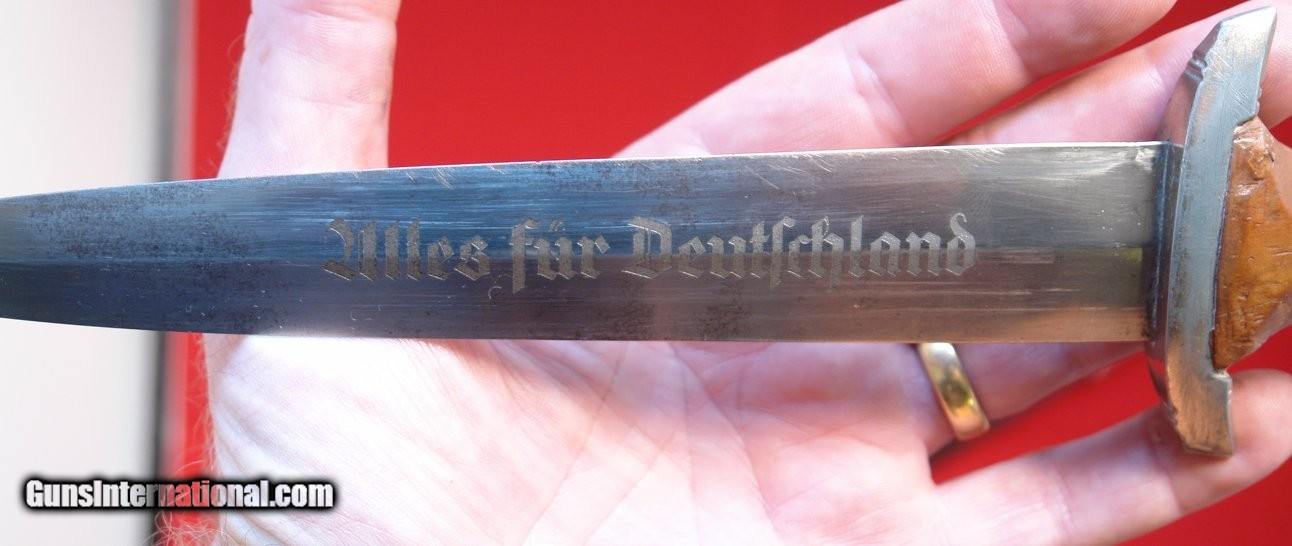 Alles für Deutschland
GunsInternational.com